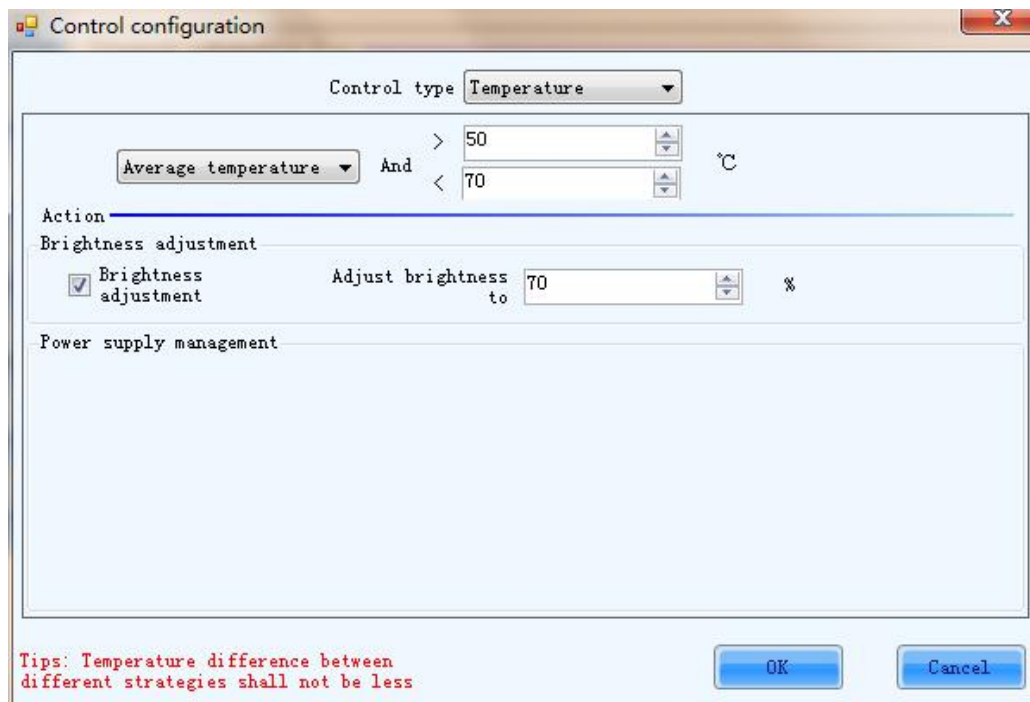 Control configuration
Control type Temperature
> 50
Average temperature And ℃
< 70
Action
Brightness adjustment
Brightness
adjustment
Adjust brightness
to
70 %
Power supply management
Tips: Temperature difference between
different strategies shall not be less
OK Cancel